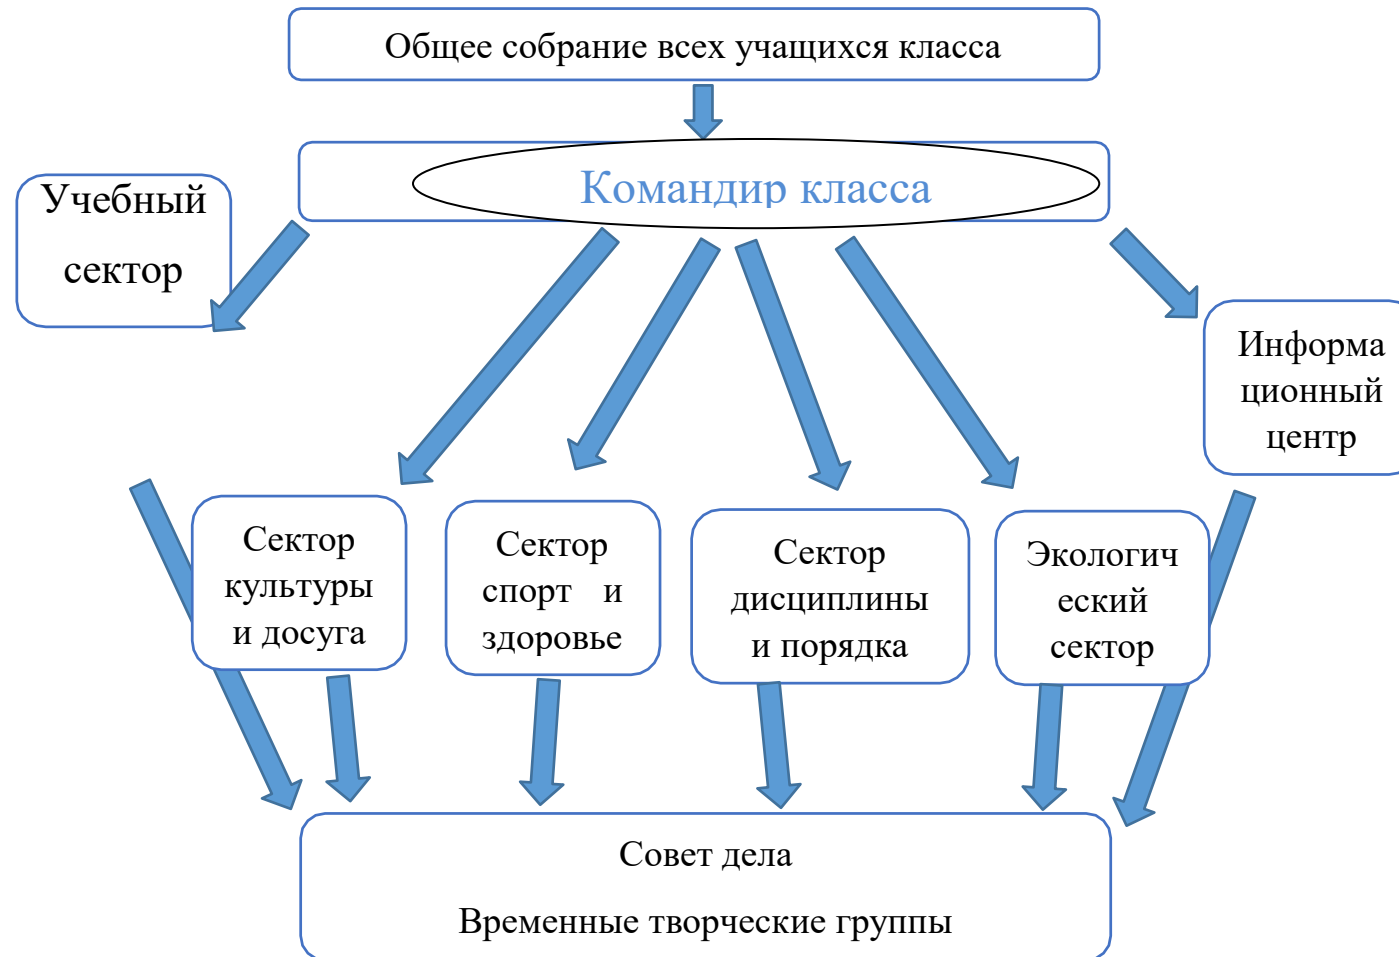 Общее собрание всех учащихся класса
Командир класса
Учебный
сектор
Информа
ционный
центр
Сектор
культуры
и досуга
Сектор
спорт и
здоровье
Сектор
дисциплины
и порядка
Экологич
еский
сектор
Совет дела
Временные творческие группы